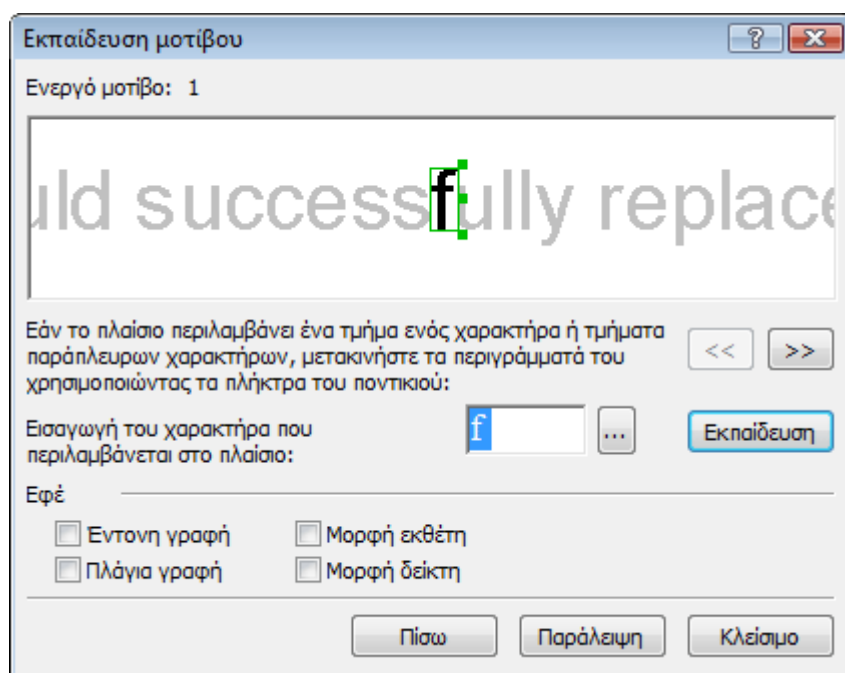 Εκπαίδευση μοτίβου
Ενεργό μοτίβο: 1
uld successfully replace
Εάν το πλαίσιο περιλαμβάνει ένα τμήμα ενός χαρακτήρα ή τμήματα
παράπλευρων χαρακτήρων, μετακινήστε τα περιγράμματά του
χρησιμοποιώντας τα πλήκτρα του ποντικιού:
<< >>
Εισαγωγή του χαρακτήρα που
περιλαμβάνεται στο πλαίσιο:
f ... Εκπαίδευση
Εφέ
Έντονη γραφή Μορφή εκθέτη
Πλάγια γραφή Μορφή δείκτη
Πίσω Παράλειψη Κλείσιμο